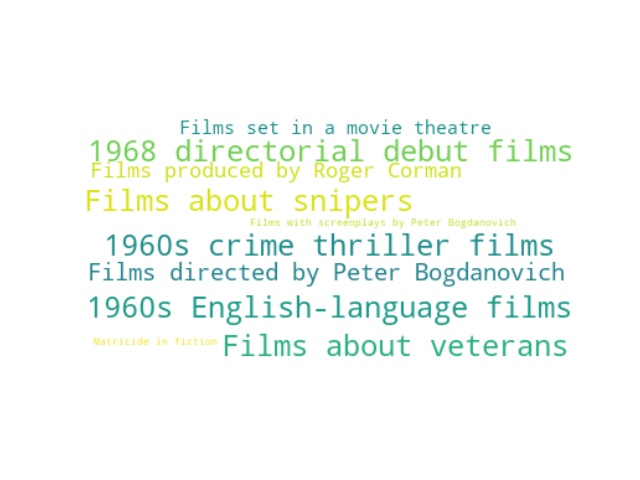 Films set in a movie theatre
1968 directorial debut films
Films produced by Roger Corman
Films about snipers
Films with screenplays by Peter Bogdanovich
1960s crime thriller films
Films directed by Peter Bogdanovich
1960s English-language films
Matricide in fiction
Films about veterans